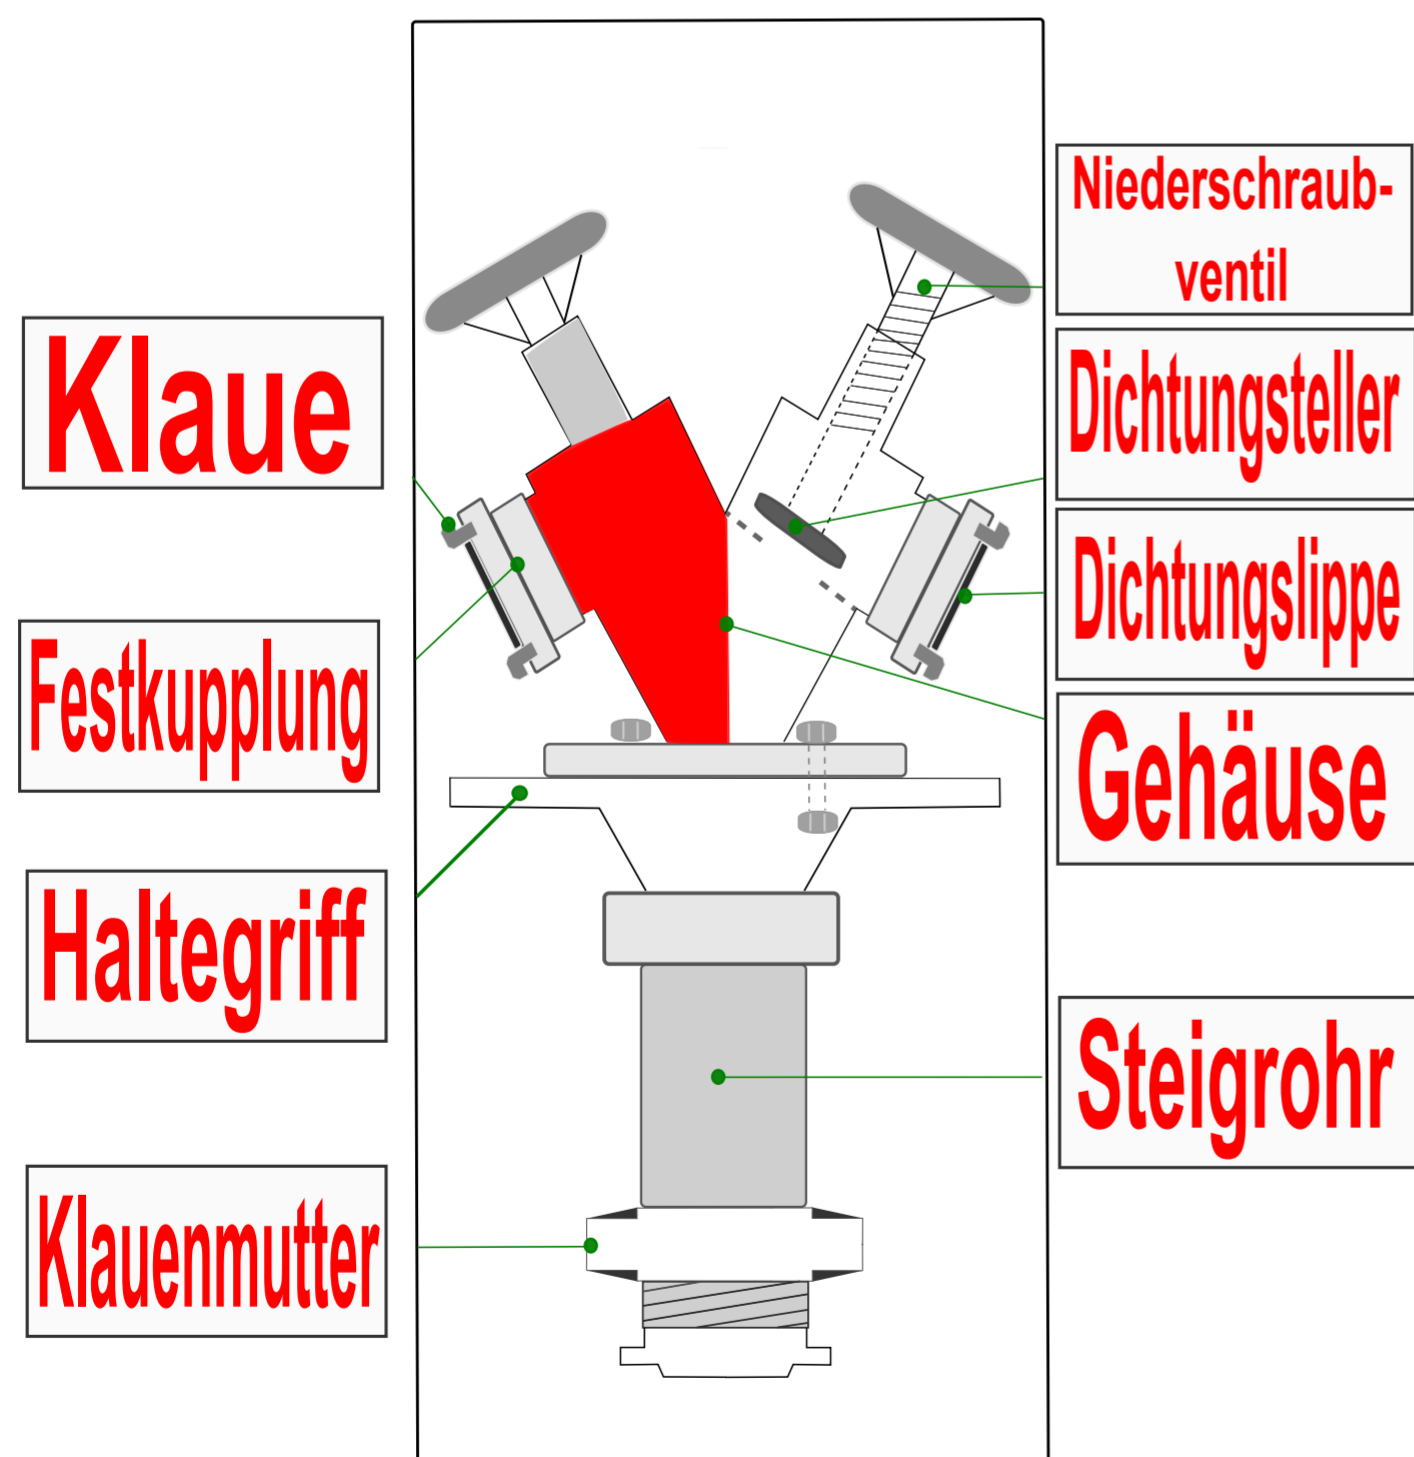 Klaue
Festkupplung
Haltegriff
Klauenmutter
Niederschraub-
ventil
Dichtungsteller
Dichtungslippe
Gehäuse
Steigrohr